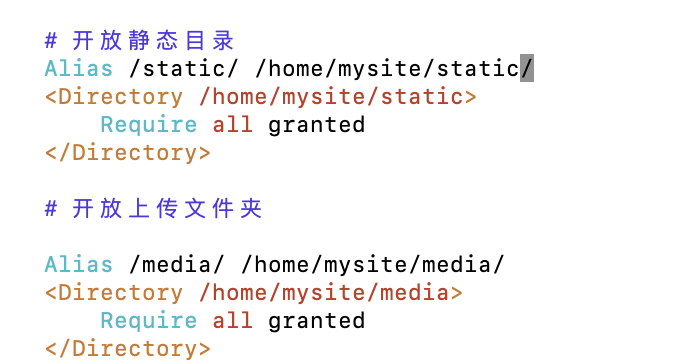 # 开放静态目录
Alias /static/ /home/mysite/static/
<Directory /home/mysite/static>
    Require all granted
</Directory>
# 开放上传文件夹
Alias /media/ /home/mysite/media/
<Directory /home/mysite/media>
    Require all granted
</Directory>